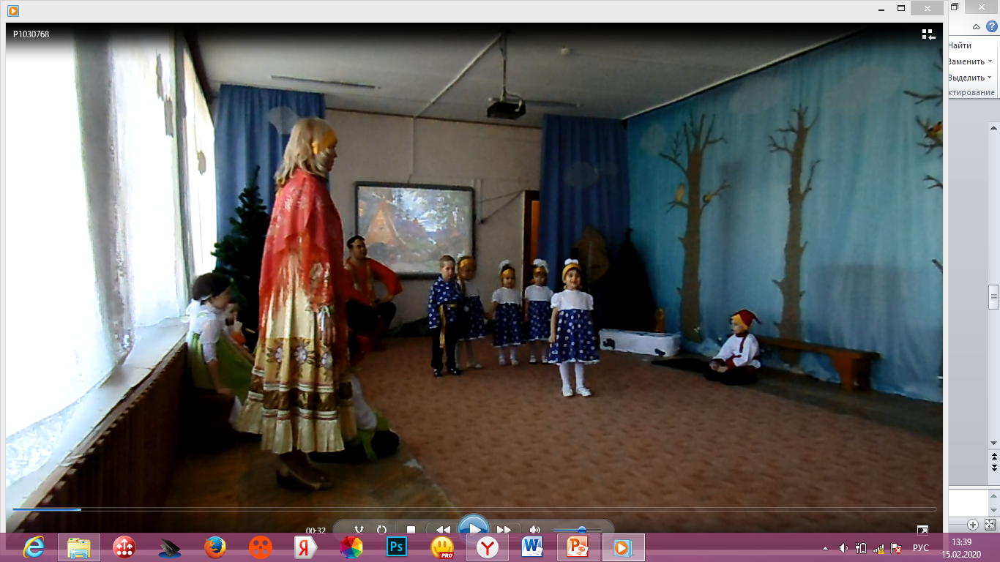 P1030768
Найти
Заменить
Выделить
ктирование
00:32
Ps
PRO
РУС
13:39
15.02.2020